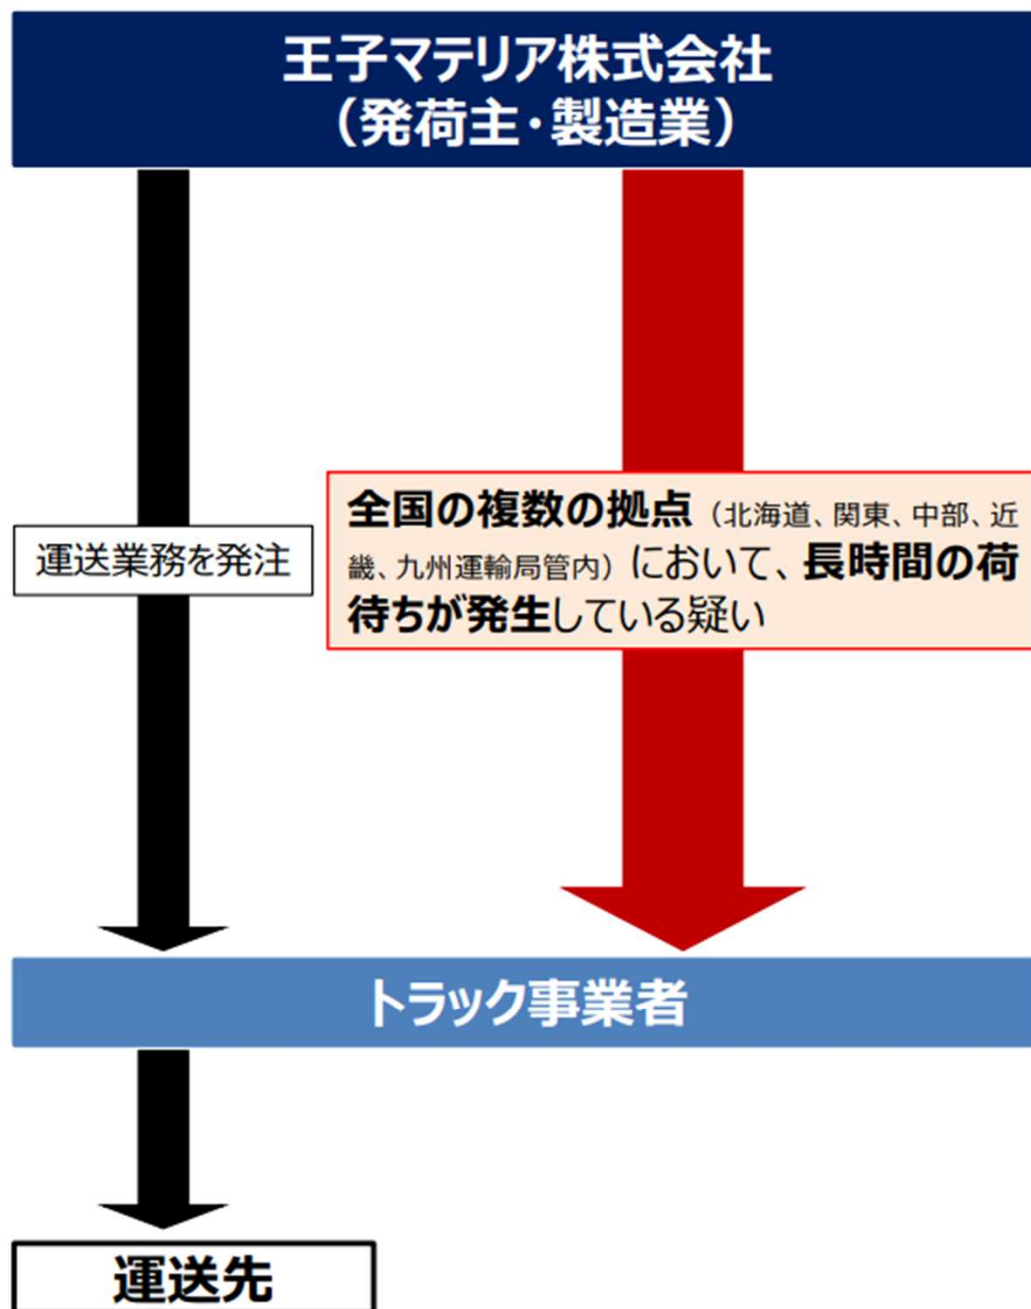 王子マテリア株式会社
（発荷主・製造業）
運送業務を発注
全国の複数の拠点（北海道、関東、中部、近
畿、九州運輸局管内）において、長時間の荷
待ちが発生している疑い
トラック事業者
運送先